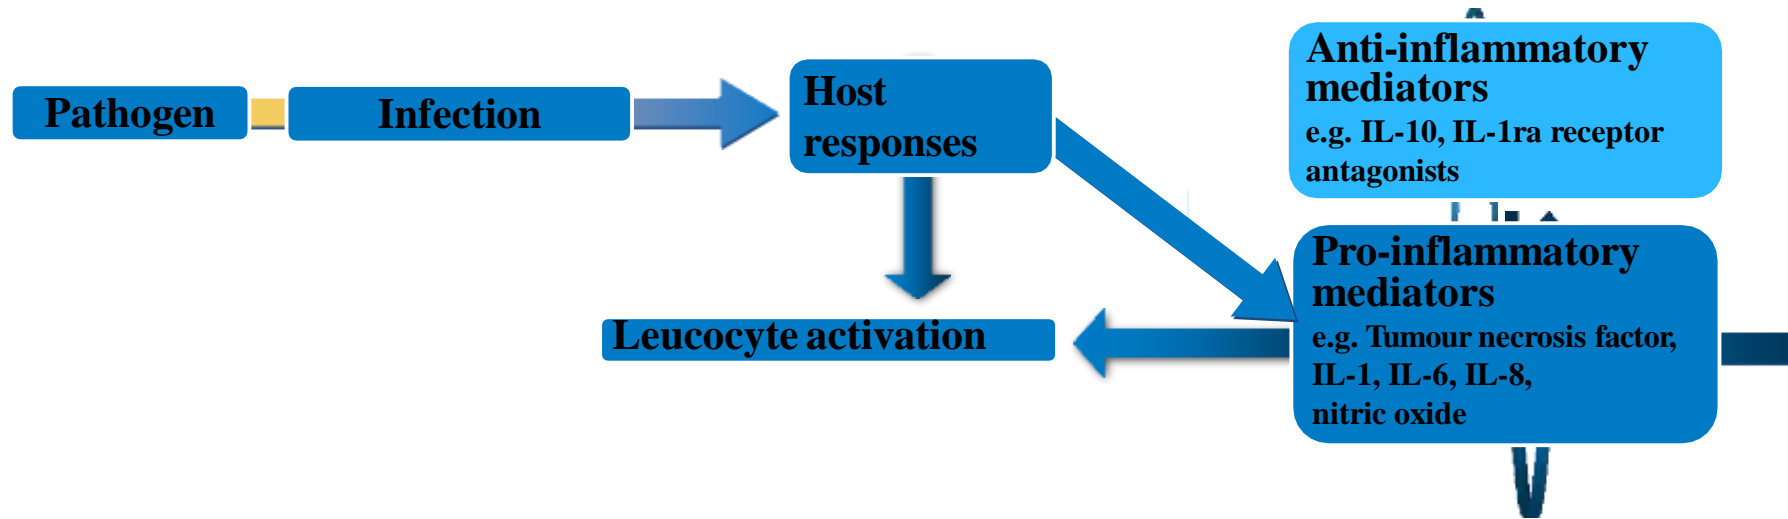 Pathogen
Infection
Host
responses
Anti-inflammatory
mediators
e.g. IL-10, IL-1ra receptor
antagonists
Leucocyte activation
Pro-inflammatory
mediators
e.g. Tumour necrosis factor,
IL-1, IL-6, IL-8,
nitric oxide